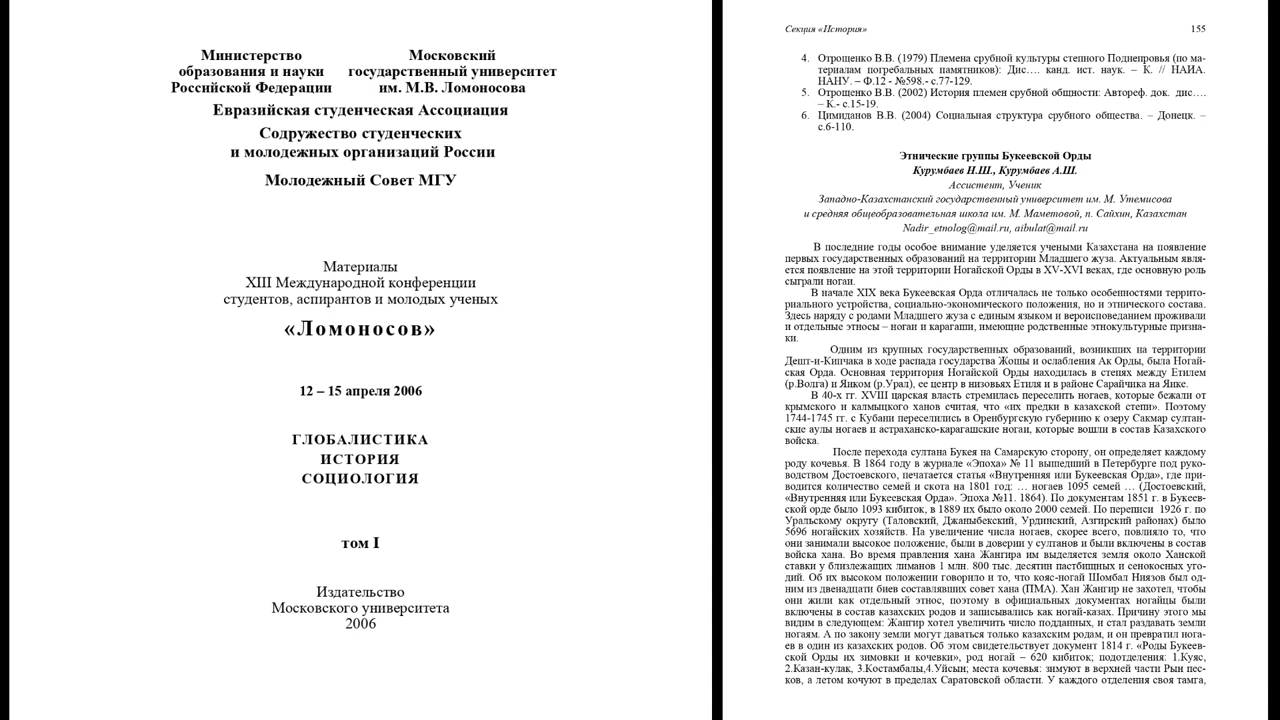 Министерство
образования и науки
Российской Федерации
Московский
государственный университет
им. М.В. Ломоносова
Евразийская студенческая Ассоциация
Содружество студенческих
и молодежных организаций России
Молодежный Совет МГУ
Материалы
XIII Международной конференции
студентов, аспирантов и молодых ученых
«Ломоносов»
12 – 15 апреля 2006
ГЛОБАЛИСТИКА
ИСТОРИЯ
СОЦИОЛОГИЯ
том I
Издательство
Московского университета
2006
Секция «История» 155
4. Отрощенко В.В. (1979) Племена срубной культуры степного Поднепровья (по ма-
териалам погребальных памятников): Дис…. канд. ист. наук. – К. // НАИА.
НАНУ. – Ф.12 - №598.- с.77-129.
5. Отрощенко В.В. (2002) История племен срубной общности: Автореф. док. дис….
– К.- с.15-19.
6. Цимиданов В.В. (2004) Социальная структура срубного общества. – Донецк. –
с.6-110.
Этнические группы Букеевской Орды
Курумбаев Н.Ш., Курумбаев А.Ш.
Ассистент, Ученик
Западно-Казахстанский государственный университет им. М. Утемисова
и средняя общеобразовательная школа им. М. Маметовой, п. Сайхин, Казахстан
Nadir_etnolog@mail.ru, aibulat@mail.ru
В последние годы особое внимание уделяется учеными Казахстана на появление
первых государственных образований на территории Младшего жуза. Актуальным явля-
ется появление на этой территории Ногайской Орды в XV-XVI веках, где основную роль
сыграли ногаи.
В начале XIX века Букеевская Орда отличалась не только особенностями террито-
риального устройства, социально-экономического положения, но и этнического состава.
Здесь наряду с родами Младшего жуза с единым языком и вероисповеданием проживали
и отдельные этносы – ногаи и карагаши, имеющие родственные этнокультурные призна-
ки.
Одним из крупных государственных образований, возникших на территории
Дешт-и-Кипчака в ходе распада государства Жошы и ослабления Ак Орды, была Ногай-
ская Орда. Основная территория Ногайской Орды находилась в степях между Етилем
(р.Волга) и Яиком (р.Урал), ее центр в низовьях Етиля и в районе Сарайчика на Яике.
В 40-х гг. XVIII царская власть стремилась переселить ногаев, которые бежали от
крымского и калмыцкого ханов считая, что «их предки в казахской степи». Поэтому
1744-1745 гг. с Кубани переселились в Оренбургскую губернию к озеру Сакмар султан-
ские аулы ногаев и астраханско-карагашские ногаи, которые вошли в состав Казахского
войска.
После перехода султана Букея на Самарскую сторону, он определяет каждому
роду кочевья. В 1864 году в журнале «Эпоха» № 11 вышедший в Петербурге под руко-
водством Достоевского, печатается статья «Внутренняя или Букеевская Орда», где при-
водится количество семей и скота на 1801 год: … ногаев 1095 семей … (Достоевский,
«Внутренняя или Букеевская Орда». Эпоха №11. 1864). По документам 1851 г. в Букеев-
ской орде было 1093 кибиток, в 1889 их было около 2000 семей. По переписи 1926 г. по
Уральскому округу (Таловский, Джаныбекский, Урдинский, Азгирский районах) было
5696 ногайских хозяйств. На увеличение числа ногаев, скорее всего, повлияло то, что
они занимали высокое положение, были в доверии у султанов и были включены в состав
войска хана. Во время правления хана Жангира им выделяется земля около Ханской
ставки у близлежащих лиманов 1 млн. 800 тыс. десятин пастбищных и сенокосных уго-
дий. Об их высоком положении говорило и то, что кояс-ногай Шомбал Ниязов был од-
ним из двенадцати биев составлявших совет хана (ПМА). Хан Жангир не захотел, чтобы
они жили как отдельный этнос, поэтому в официальных документах ногайцы были
включены в состав казахских родов и записывались как ногай-казах. Причину этого мы
видим в следующем: Жангир хотел увеличить число подданных, и стал раздавать земли
ногаям. А по закону земли могут даваться только казахским родам, и он превратил нога-
ев в один из казахских родов. Об этом свидетельствует документ 1814 г. «Роды Букеев-
ской Орды их зимовки и кочевки», род ногай – 620 кибиток; подотделения: 1.Куяс,
2.Казан-кулак, 3.Костамбалы,4.Уйсын; места кочевья: зимуют в верхней части Рын пес-
ков, а летом кочуют в пределах Саратовской области. У каждого отделения своя тамга,